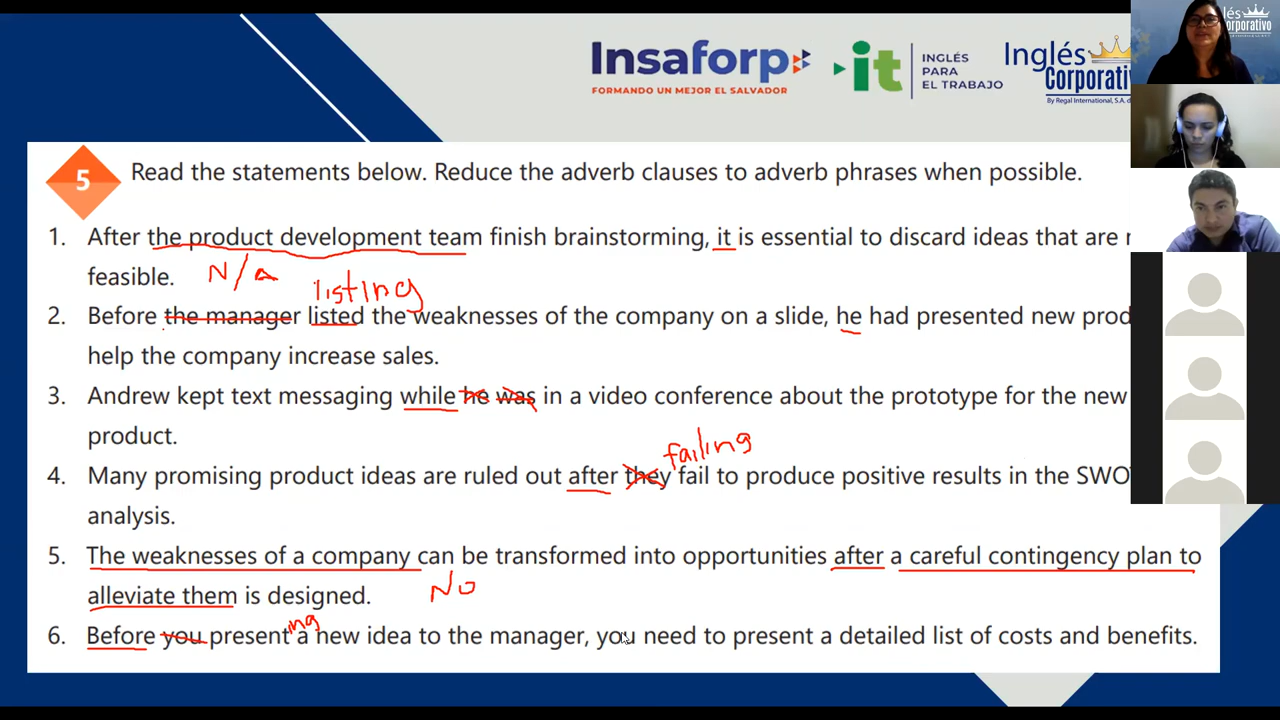 Insaforp
FORMANDO UN MEJOR EL SALVADOR
it
INGLÉS
PARA
EL TRABAJO
Inglés
Corporativ
By Regal International, S.A. d
lés
orporativo
5
Read the statements below. Reduce the adverb clauses to adverb phrases when possible.
1. After the product development team finish brainstorming, it is essential to discard ideas that are
feasible. N/a
listing
2. Before the manager listed the weaknesses of the company on a slide, he had presented new prod
help the company increase sales.
3. Andrew kept text messaging while he was in a video conference about the prototype for the new
product.
failing
4. Many promising product ideas are ruled out after they fail to produce positive results in the SWO
analysis.
5. The weaknesses of a company can be transformed into opportunities after a careful contingency plan to
alleviate them is designed. No
ing
6. Before you present a new idea to the manager, you need to present a detailed list of costs and benefits.